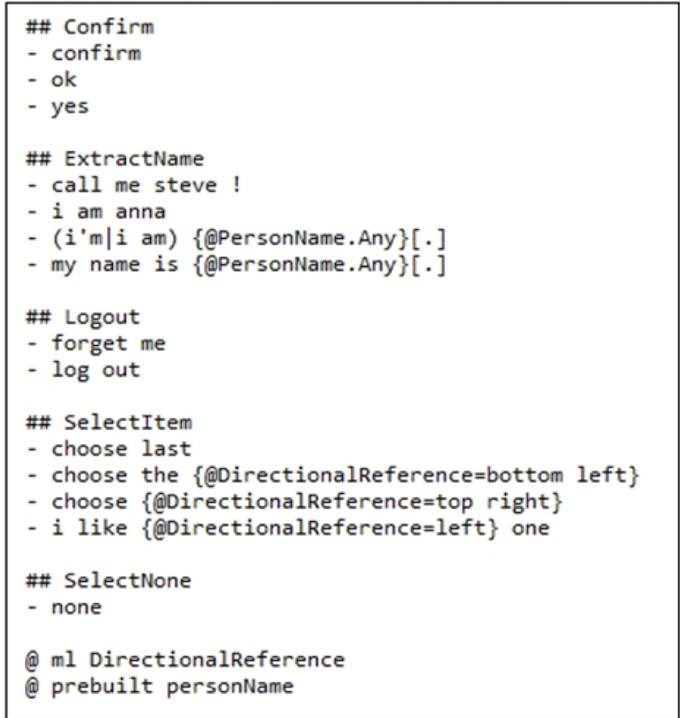 ## Confirm
- confirm
- ok
- yes
## ExtractName
- call me steve !
- i am anna
- (i'm|i am) {@PersonName.Any}[.]
- my name is {@PersonName.Any}[.]
## Logout
- forget me
- log out
## SelectItem
- choose last
- choose the {@DirectionalReference=bottom left}
- choose {@DirectionalReference=top right}
- i like {@DirectionalReference=left} one
## SelectNone
- none
@ ml DirectionalReference
@ prebuilt personName